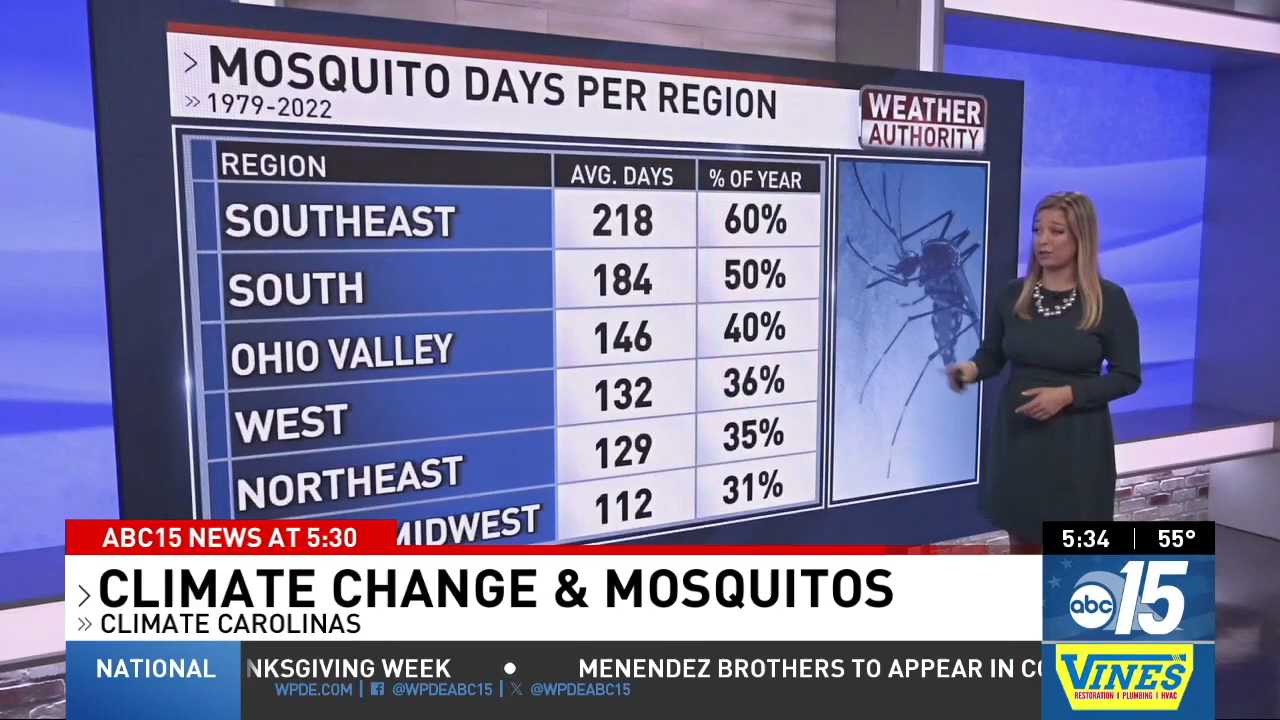 > MOSQUITO DAYS PER REGION
>> 1979-2022
WEATHER
AUTHORITY
REGION AVG. DAYS % OF YEAR
SOUTHEAST 218 60%
SOUTH 184 50%
OHIO VALLEY 146 40%
WEST 132 36%
NORTHEAST 129 35%
MIDWEST 112 31%
ABC15 NEWS AT 5:30
> CLIMATE CHANGE & MOSQUITOS
>> CLIMATE CAROLINAS
5:34 | 55°
abc 15
NATIONAL NKSGIVING WEEK • MENENDEZ BROTHERS TO APPEAR IN CO
WPDE.COM | @WPDEABC15 | X @WPDEABC15
VINES
RESTORATION | PLUMBING | HVAC